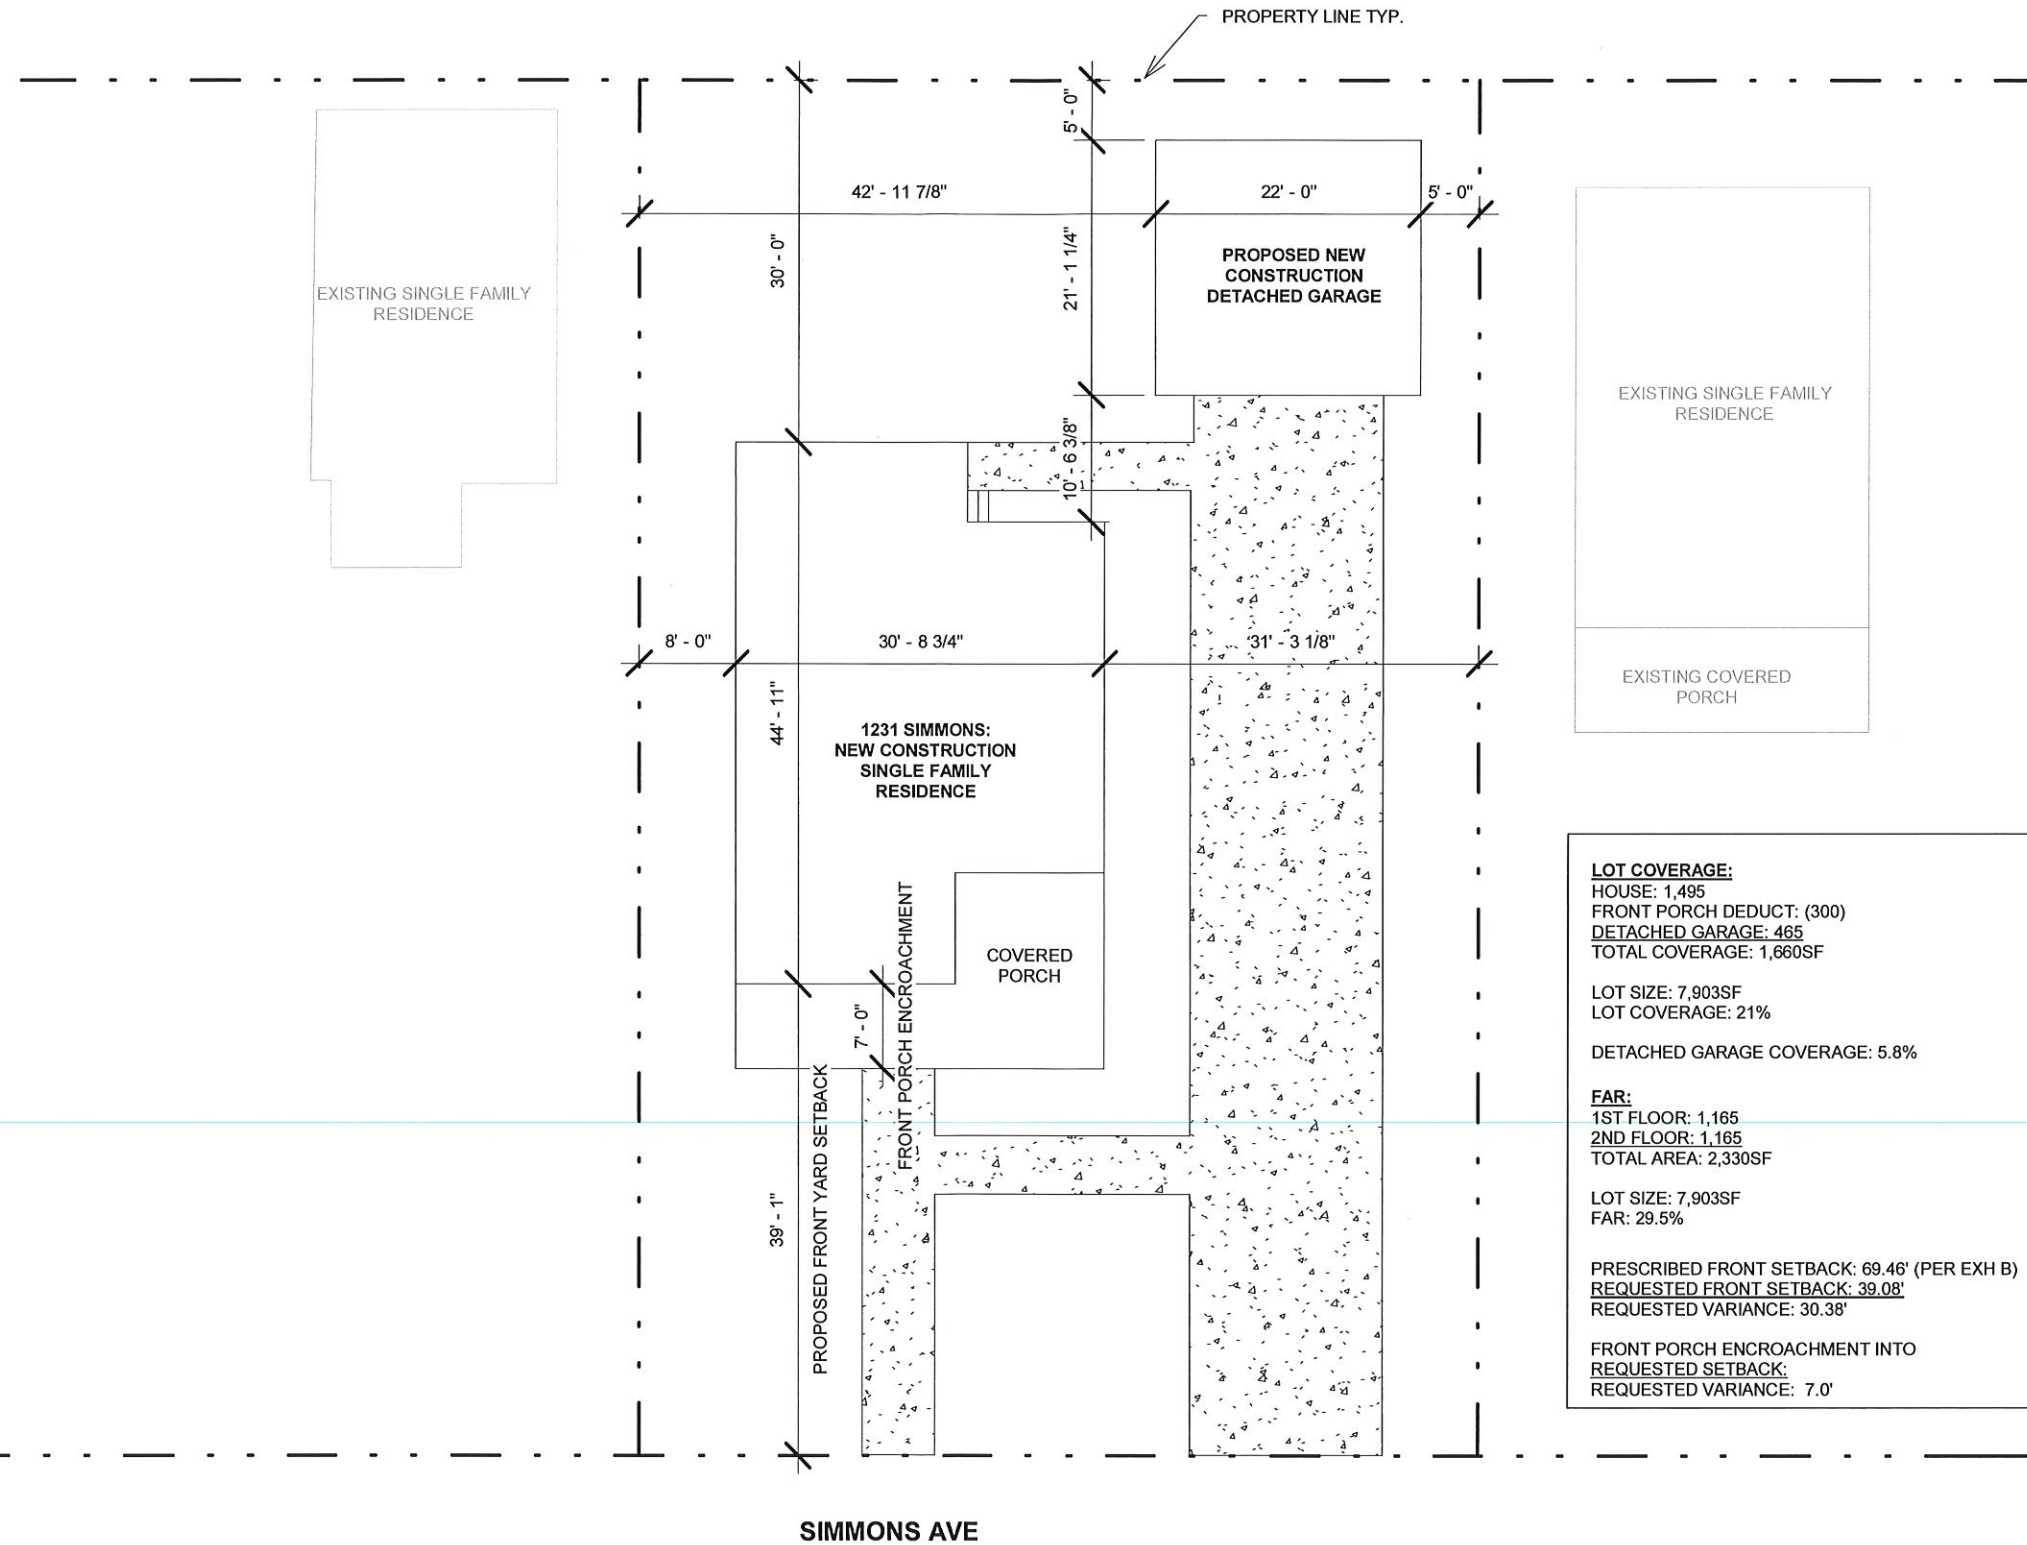 PROPERTY LINE TYP.
5' - 0"
42' - 11 7/8"
22' - 0"
5' - 0"
30' - 0"
21' - 1 1/4"
PROPOSED NEW
CONSTRUCTION
DETACHED GARAGE
EXISTING SINGLE FAMILY
RESIDENCE
EXISTING SINGLE FAMILY
RESIDENCE
10' - 6 3/8"
8' - 0"
30' - 8 3/4"
31' - 3 1/8"
EXISTING COVERED
PORCH
44' - 11"
1231 SIMMONS:
NEW CONSTRUCTION
SINGLE FAMILY
RESIDENCE
COVERED
PORCH
7' - 0"
FRONT PORCH ENCROACHMENT
39' - 1"
PROPOSED FRONT YARD SETBACK
LOT COVERAGE:
HOUSE: 1,495
FRONT PORCH DEDUCT: (300)
DETACHED GARAGE: 465
TOTAL COVERAGE: 1,660SF
LOT SIZE: 7,903SF
LOT COVERAGE: 21%
DETACHED GARAGE COVERAGE: 5.8%
FAR:
1ST FLOOR: 1,165
2ND FLOOR: 1,165
TOTAL AREA: 2,330SF
LOT SIZE: 7,903SF
FAR: 29.5%
PRESCRIBED FRONT SETBACK: 69.46' (PER EXH B)
REQUESTED FRONT SETBACK: 39.08'
REQUESTED VARIANCE: 30.38'
FRONT PORCH ENCROACHMENT INTO
REQUESTED SETBACK:
REQUESTED VARIANCE: 7.0'
SIMMONS AVE